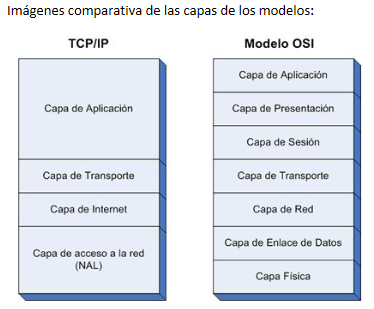 Imágenes comparativa de las capas de los modelos:
TCP/IP
Capa de Aplicación
Capa de Transporte
Capa de Internet
Capa de acceso a la red
(NAL)
Modelo OSI
Capa de Aplicación
Capa de Presentación
Capa de Sesión
Capa de Transporte
Capa de Red
Capa de Enlace de Datos
Capa Física